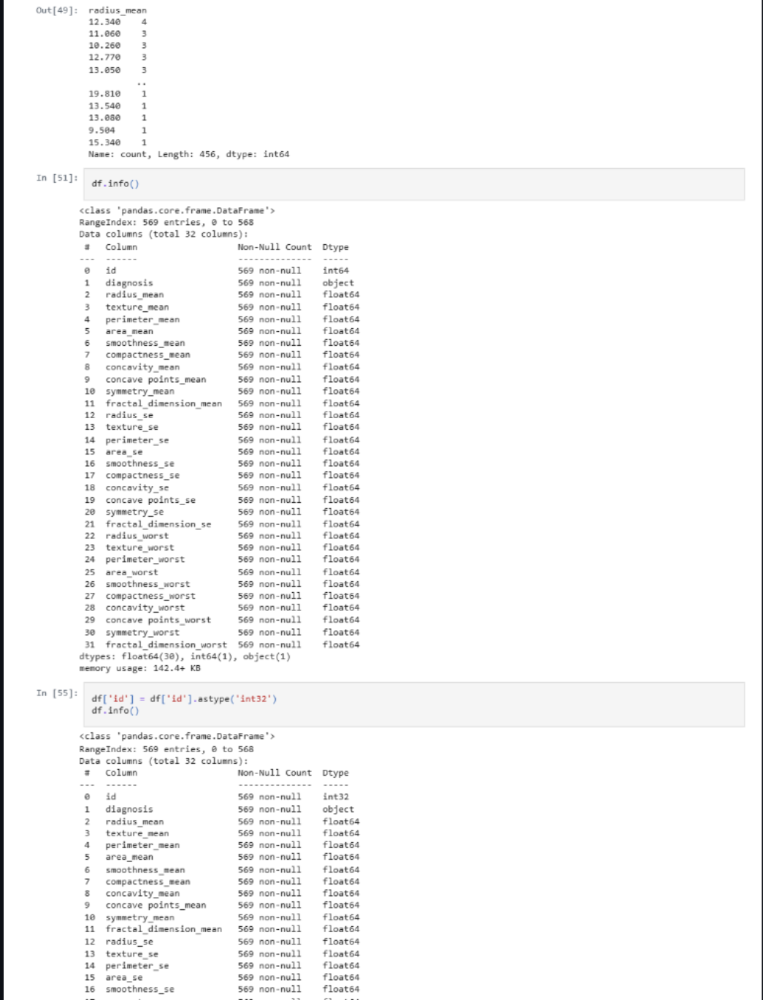 Out[49]: radius_mean
12.340    4
11.060    3
10.260    3
12.770    3
13.050    3
..
19.810    1
13.540    1
13.080    1
9.504    1
15.340    1
Name: count, Length: 456, dtype: int64
In [51]: df.info()
<class 'pandas.core.frame.DataFrame'>
RangeIndex: 569 entries, 0 to 568
Data columns (total 32 columns):
#   Column   Non-Null Count   Dtype
---  ------  --------------  -----
0   id   569 non-null   int64
1   diagnosis   569 non-null   object
2   radius_mean   569 non-null   float64
3   texture_mean   569 non-null   float64
4   perimeter_mean   569 non-null   float64
5   area_mean   569 non-null   float64
6   smoothness_mean   569 non-null   float64
7   compactness_mean   569 non-null   float64
8   concavity_mean   569 non-null   float64
9   concave points_mean   569 non-null   float64
10   symmetry_mean   569 non-null   float64
11   fractal_dimension_mean   569 non-null   float64
12   radius_se   569 non-null   float64
13   texture_se   569 non-null   float64
14   perimeter_se   569 non-null   float64
15   area_se   569 non-null   float64
16   smoothness_se   569 non-null   float64
17   compactness_se   569 non-null   float64
18   concavity_se   569 non-null   float64
19   concave points_se   569 non-null   float64
20   symmetry_se   569 non-null   float64
21   fractal_dimension_se   569 non-null   float64
22   radius_worst   569 non-null   float64
23   texture_worst   569 non-null   float64
24   perimeter_worst   569 non-null   float64
25   area_worst   569 non-null   float64
26   smoothness_worst   569 non-null   float64
27   compactness_worst   569 non-null   float64
28   concavity_worst   569 non-null   float64
29   concave points_worst   569 non-null   float64
30   symmetry_worst   569 non-null   float64
31   fractal_dimension_worst   569 non-null   float64
dtypes: float64(30), int64(1), object(1)
memory usage: 142.4+ KB
In [55]: df['id'] = df['id'].astype('int32')
df.info()
<class 'pandas.core.frame.DataFrame'>
RangeIndex: 569 entries, 0 to 568
Data columns (total 32 columns):
#   Column   Non-Null Count   Dtype
---  ------  --------------  -----
0   id   569 non-null   int32
1   diagnosis   569 non-null   object
2   radius_mean   569 non-null   float64
3   texture_mean   569 non-null   float64
4   perimeter_mean   569 non-null   float64
5   area_mean   569 non-null   float64
6   smoothness_mean   569 non-null   float64
7   compactness_mean   569 non-null   float64
8   concavity_mean   569 non-null   float64
9   concave points_mean   569 non-null   float64
10   symmetry_mean   569 non-null   float64
11   fractal_dimension_mean   569 non-null   float64
12   radius_se   569 non-null   float64
13   texture_se   569 non-null   float64
14   perimeter_se   569 non-null   float64
15   area_se   569 non-null   float64
16   smoothness_se   569 non-null   float64